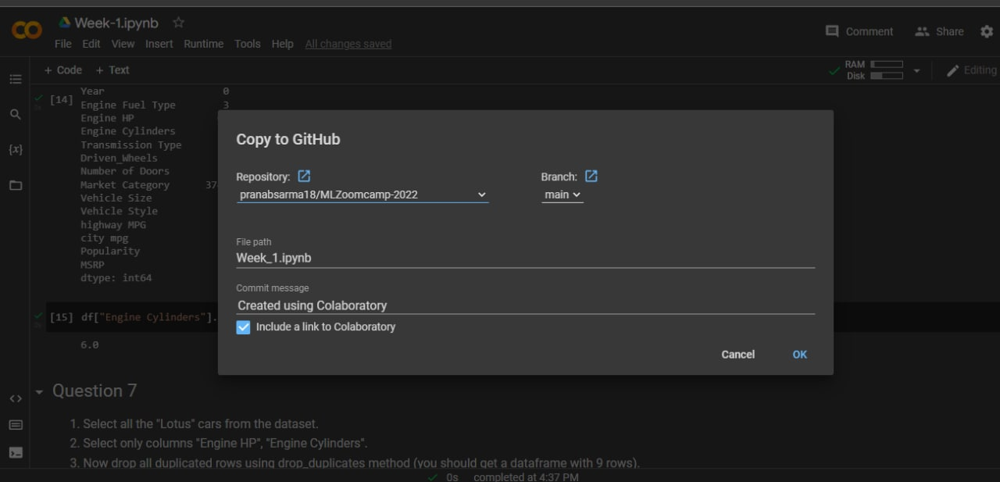 Week-1.ipynb
File Edit View Insert Runtime Tools Help All changes saved
Comment Share
+ Code + Text
RAM
Disk
Editing
[14]
Year 0
Engine Fuel Type 3
Engine HP
Engine Cylinders
Transmission Type
Driven_Wheels
Number of Doors
Market Category 37
Vehicle Size
Vehicle Style
highway MPG
city mpg
Popularity
MSRP
dtype: int64
Copy to GitHub
Repository: Branch:
pranabsarma18/MLZoomcamp-2022 main
File path
Week_1.ipynb
Commit message
Created using Colaboratory
Include a link to Colaboratory
Cancel OK
[15] df["Engine Cylinders"].
6.0
Question 7
1. Select all the "Lotus" cars from the dataset.
2. Select only columns "Engine HP", "Engine Cylinders".
3. Now drop all duplicated rows using drop_duplicates method (you should get a dataframe with 9 rows).
0s completed at 4:37 PM